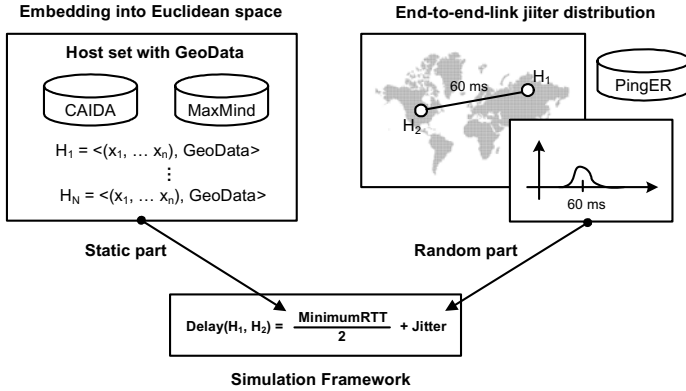 Embedding into Euclidean space
Host set with GeoData
CAIDA
MaxMind
H1 = <(x1, … xn), GeoData>
⋮
HN = <(x1, … xn), GeoData>
Static part
End-to-end-link jiiter distribution
60 ms
H1
H2
PingER
60 ms
Random part
Delay(H1, H2) = MinimumRTT / 2 + Jitter
Simulation Framework